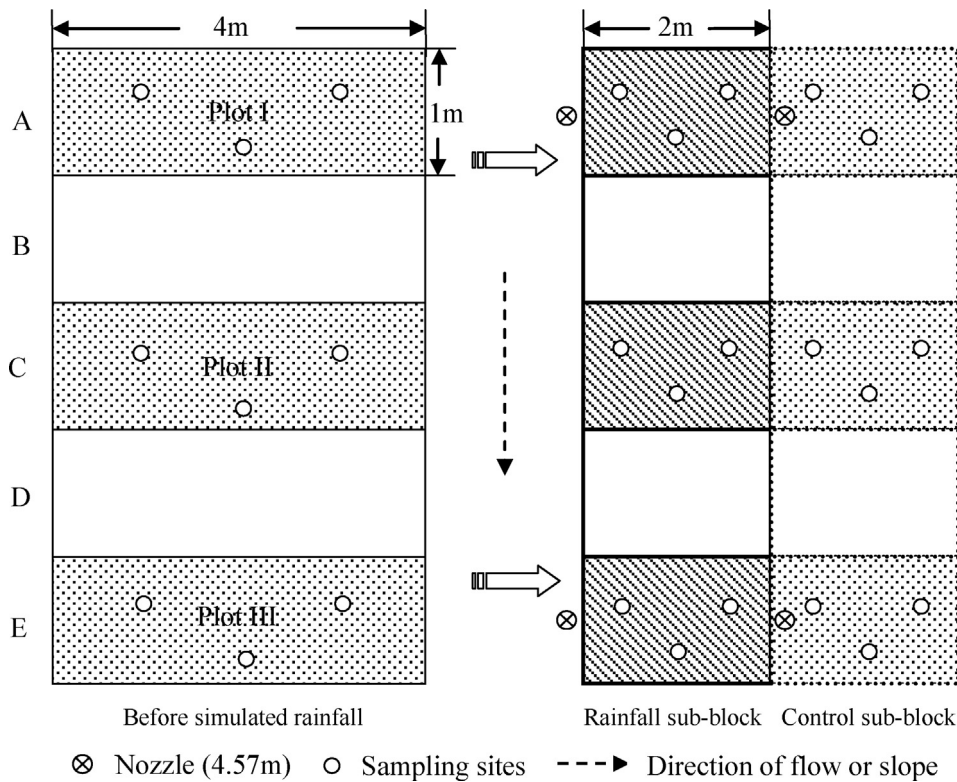 4m
2m
A
Plot I
1m
B
C
Plot II
D
E
Plot III
Before simulated rainfall
Rainfall sub-block
Control sub-block
Nozzle (4.57m)
Sampling sites
Direction of flow or slope